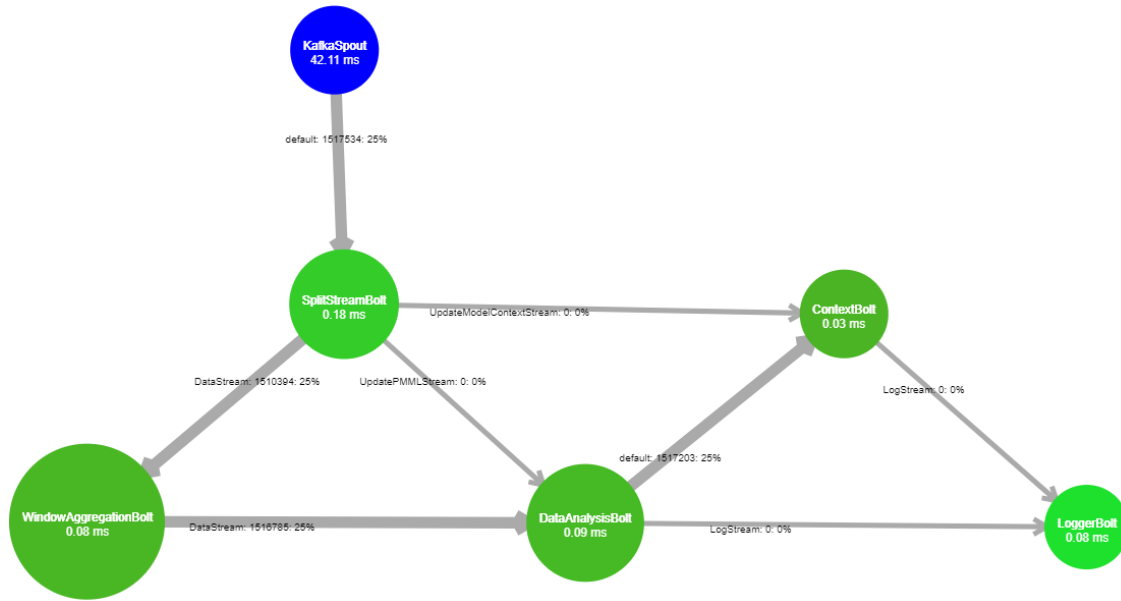 KafkaSpout
42.11 ms
default: 1517534: 25%
SplitStreamBolt
0.18 ms
ContextBolt
0.03 ms
UpdateModelContextStream: 0: 0%
DataStream: 1510394: 25%
UpdatePMMLStream: 0: 0%
LogStream: 0: 0%
default: 1517203: 25%
WindowAggregationBolt
0.08 ms
DataStream: 1516785: 25%
DataAnalysisBolt
0.09 ms
LogStream: 0: 0%
LoggerBolt
0.08 ms